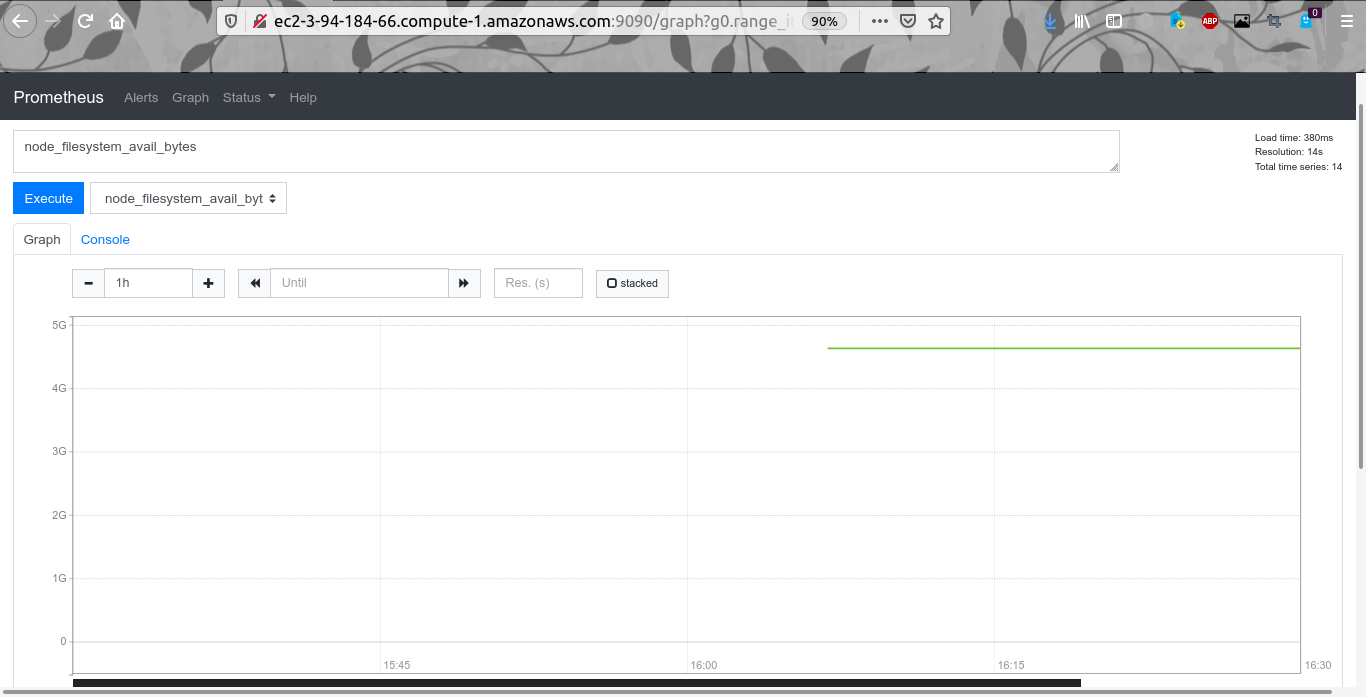 ec2-3-94-184-66.compute-1.amazonaws.com:9090/graph?g0.range_i 90%
ABP 0
Prometheus Alerts Graph Status Help
node_filesystem_avail_bytes
Load time: 380ms
Resolution: 14s
Total time series: 14
Execute node_filesystem_avail_byt
Graph Console
1h Until Res. (s) stacked
5G
4G
3G
2G
1G
0
15:45 16:00 16:15 16:30